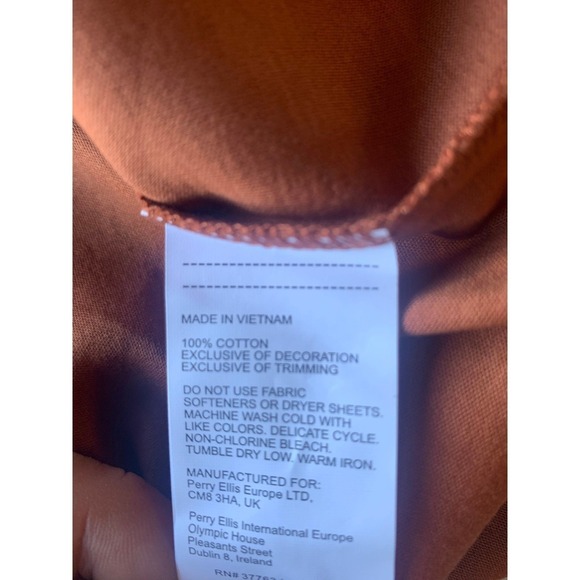 MADE IN VIETNAM
100% COTTON
EXCLUSIVE OF DECORATION
EXCLUSIVE OF TRIMMING
DO NOT USE FABRIC
SOFTENERS OR DRYER SHEETS.
MACHINE WASH COLD WITH
LIKE COLORS. DELICATE CYCLE.
NON-CHLORINE BLEACH.
TUMBLE DRY LOW. WARM IRON.
MANUFACTURED FOR:
Perry Ellis Europe LTD.
CM8 3HA, UK
Perry Ellis International Europe
Olympic House
Pleasants Street
Dublin 8, Ireland
RN#